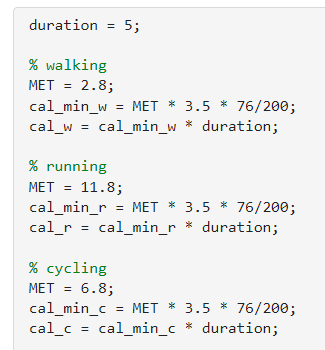 duration = 5;
% walking
MET = 2.8;
cal_min_w = MET * 3.5 * 76/200;
cal_w = cal_min_w * duration;
% running
MET = 11.8;
cal_min_r = MET * 3.5 * 76/200;
cal_r = cal_min_r * duration;
% cycling
MET = 6.8;
cal_min_c = MET * 3.5 * 76/200;
cal_c = cal_min_c * duration;